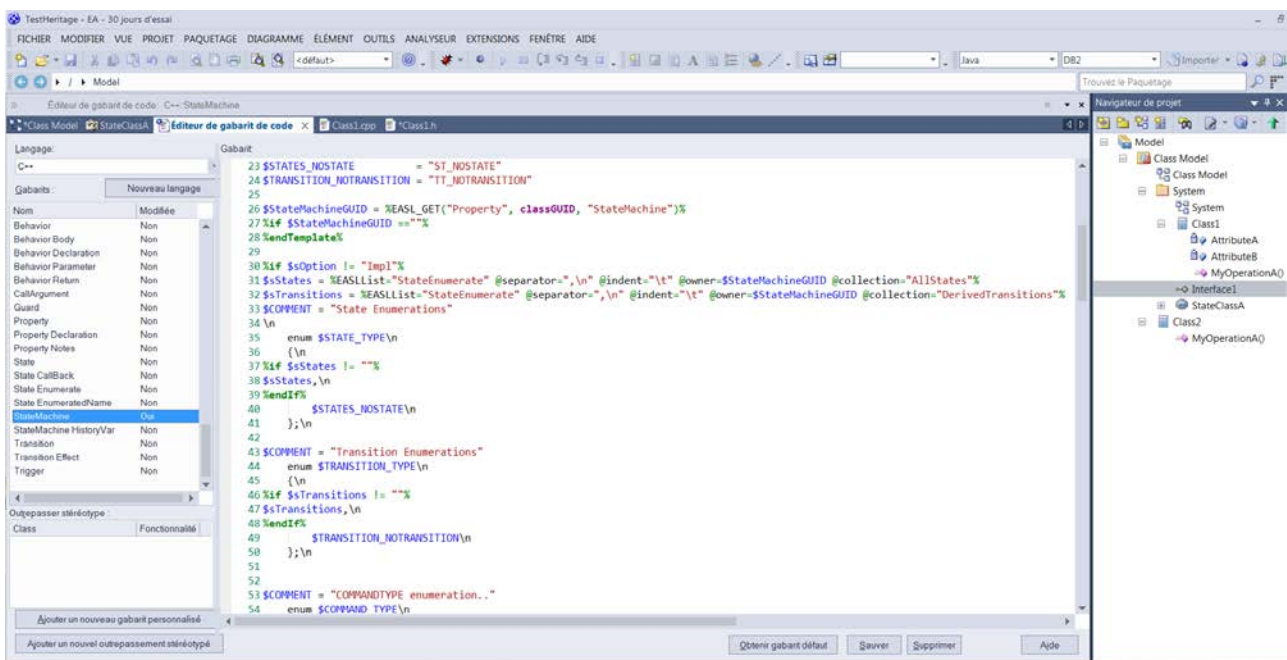 TestHeritage - EA - 30 jours d'essai
FICHIER MODIFIER VUE PROJET PAQUETAGE DIAGRAMME ÉLÉMENT OUTILS ANALYSEUR EXTENSIONS FENÊTRE AIDE
<défaut> Java DB2 Importer
/ Model
Trouvez le Paquetage
Éditeur de gabarit de code: C++: StateMachine
*Class Model StateClassA *Éditeur de gabarit de code X Class1.cpp *Class1.h
Langage:
C++
Gabarits: Nouveau langage
Nom Modifiée
Behavior Non
Behavior Body Non
Behavior Declaration Non
Behavior Parameter Non
Behavior Return Non
CallArgument Non
Guard Non
Property Non
Property Declaration Non
Property Notes Non
State Non
State CallBack Non
State Enumerate Non
State EnumeratedName Non
StateMachine Oui
StateMachine HistoryVar Non
Transition Non
Transition Effect Non
Trigger Non
Outrepasser stéréotype:
Class Fonctionnalité
Ajouter un nouveau gabarit personnalisé
Ajouter un nouvel outrepassement stéréotypé
Gabarit:
23 $STATES_NOSTATE = "ST_NOSTATE"
24 $TRANSITION_NOTRANSITION = "TT_NOTRANSITION"
25
26 $StateMachineGUID = %EASL_GET("Property", classGUID, "StateMachine")%
27 %if $StateMachineGUID ==""%
28 %endTemplate%
29
30 %if $sOption != "Impl"%
31 $sStates = %EASLList="StateEnumerate" @separator=",\n" @indent="\t" @owner=$StateMachineGUID @collection="AllStates"%
32 $sTransitions = %EASLList="StateEnumerate" @separator=",\n" @indent="\t" @owner=$StateMachineGUID @collection="DerivedTransitions"%
33 $COMMENT = "State Enumerations"
34 \n
35 enum $STATE_TYPE\n
36 {\n
37 %if $sStates != ""%
38 $sStates,\n
39 %endIf%
40 $STATES_NOSTATE\n
41 };\n
42
43 $COMMENT = "Transition Enumerations"
44 enum $TRANSITION_TYPE\n
45 {\n
46 %if $sTransitions != ""%
47 $sTransitions,\n
48 %endIf%
49 $TRANSITION_NOTRANSITION\n
50 };\n
51
52
53 $COMMENT = "COMMANDTYPE enumeration.."
54 enum $COMMAND_TYPE\n
Obtenir gabarit défaut Sauver Supprimer Aide
Navigateur de projet
Model
Class Model
Class Model
System
System
Class1
AttributeA
AttributeB
MyOperationA()
Interface1
StateClassA
Class2
MyOperationA()